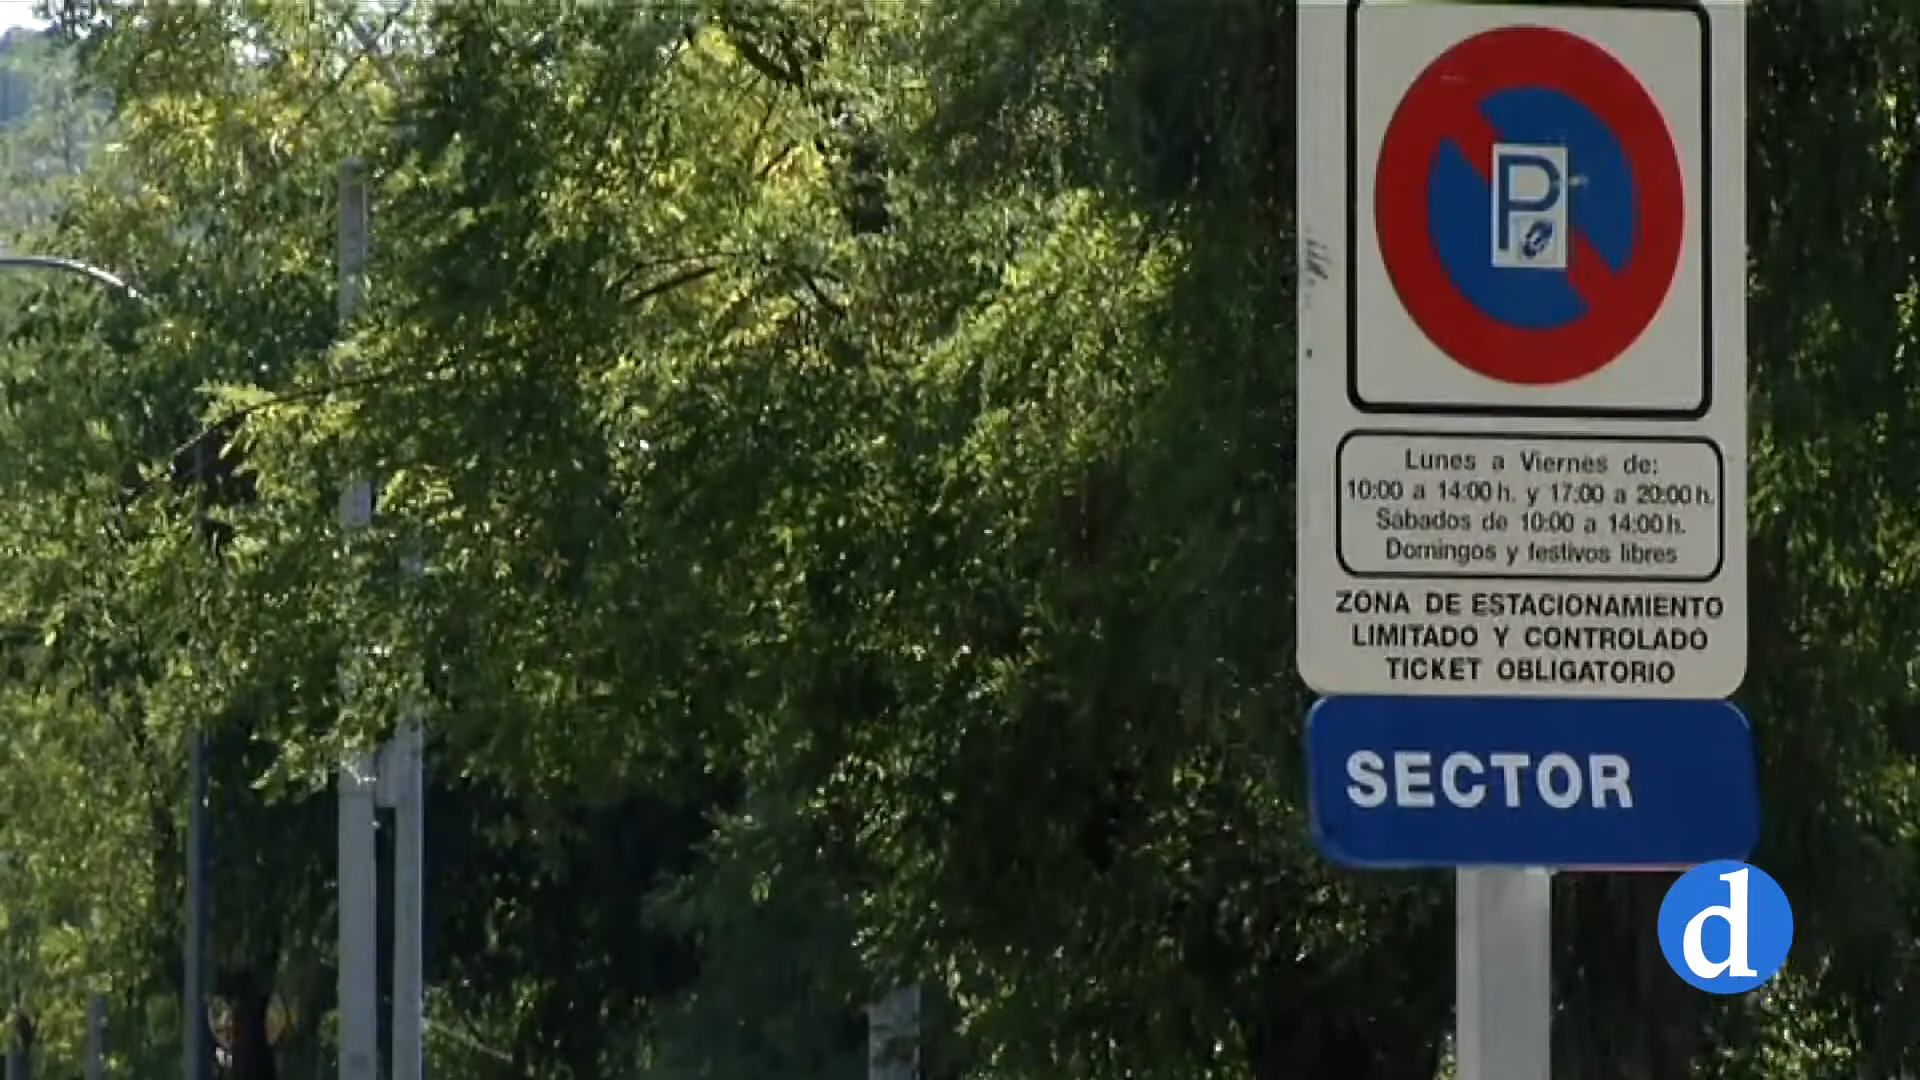 P
Lunes a Viernes de:
10:00 a 14:00 h. y 17:00 a 20:00 h.
Sabados de 10:00 a 14:00 h.
Domingos y festivos libres
ZONA DE ESTACIONAMIENTO
LIMITADO Y CONTROLADO
TICKET OBLIGATORIO
SECTOR
d